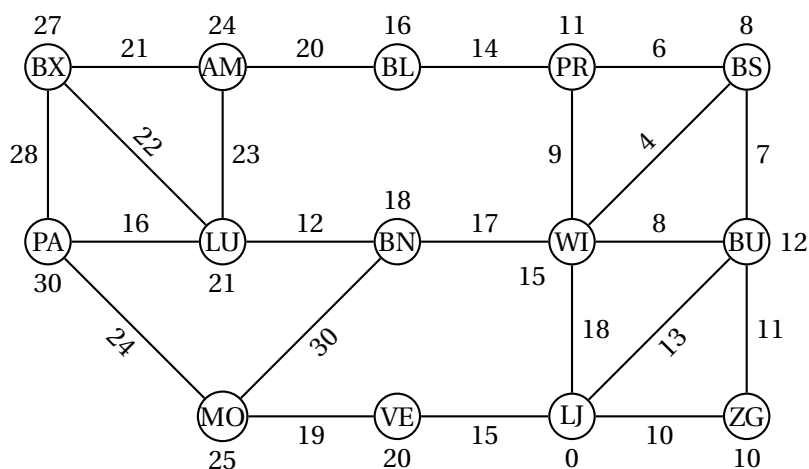 27 24 16 11 8
BX 21 AM 20 BL 14 PR 6 BS
28 22 23 9 4 7
18
PA 16 LU 12 BN 17 WI 8 BU 12
30 21 15
24 30 18 13 11
MO 19 VE 15 LJ 10 ZG
25 20 0 10